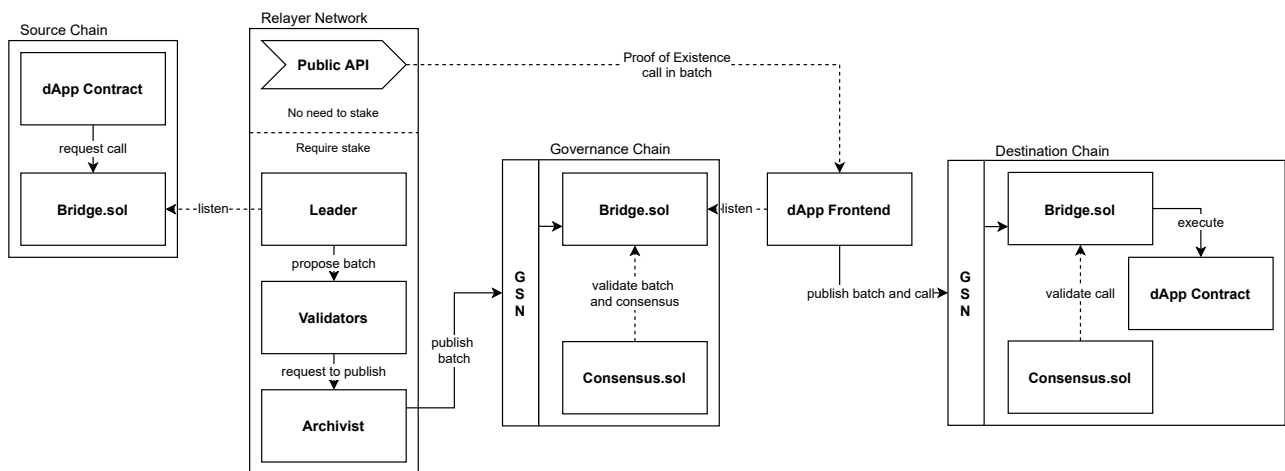 Source Chain
dApp Contract
request call
Bridge.sol
listen
Relayer Network
Public API
No need to stake
Require stake
Leader
propose batch
Validators
request to publish
Archivist
publish
batch
Proof of Existence
call in batch
Governance Chain
G
S
N
Bridge.sol
validate batch
and consensus
Consensus.sol
listen
dApp Frontend
publish batch and call
Destination Chain
G
S
N
Bridge.sol
execute
dApp Contract
validate call
Consensus.sol